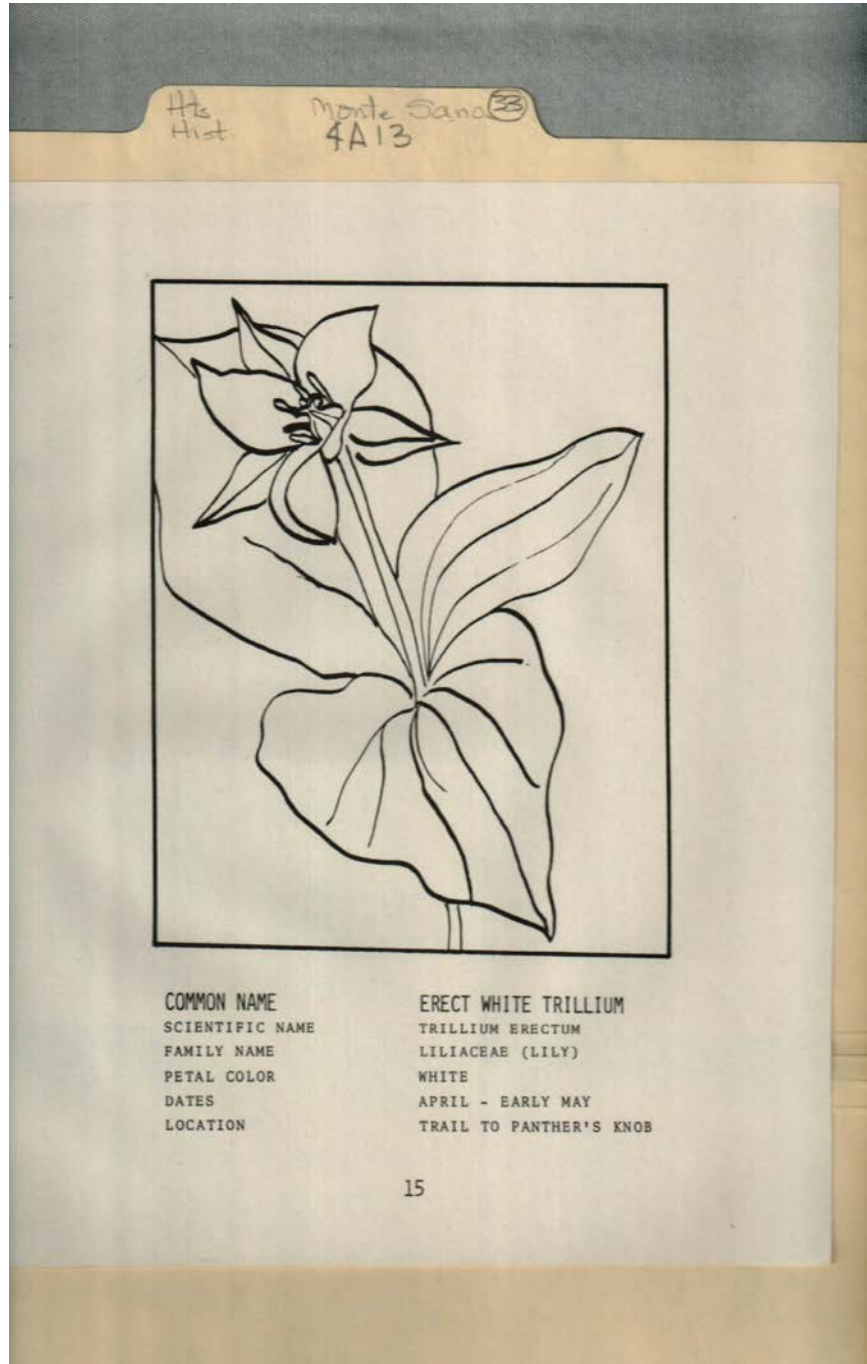 Hts Monte Sano 33
Hist 4A13
COMMON NAME ERECT WHITE TRILLIUM
SCIENTIFIC NAME TRILLIUM ERECTUM
FAMILY NAME LILIACEAE (LILY)
PETAL COLOR WHITE
DATES APRIL - EARLY MAY
LOCATION TRAIL TO PANTHER'S KNOB
15